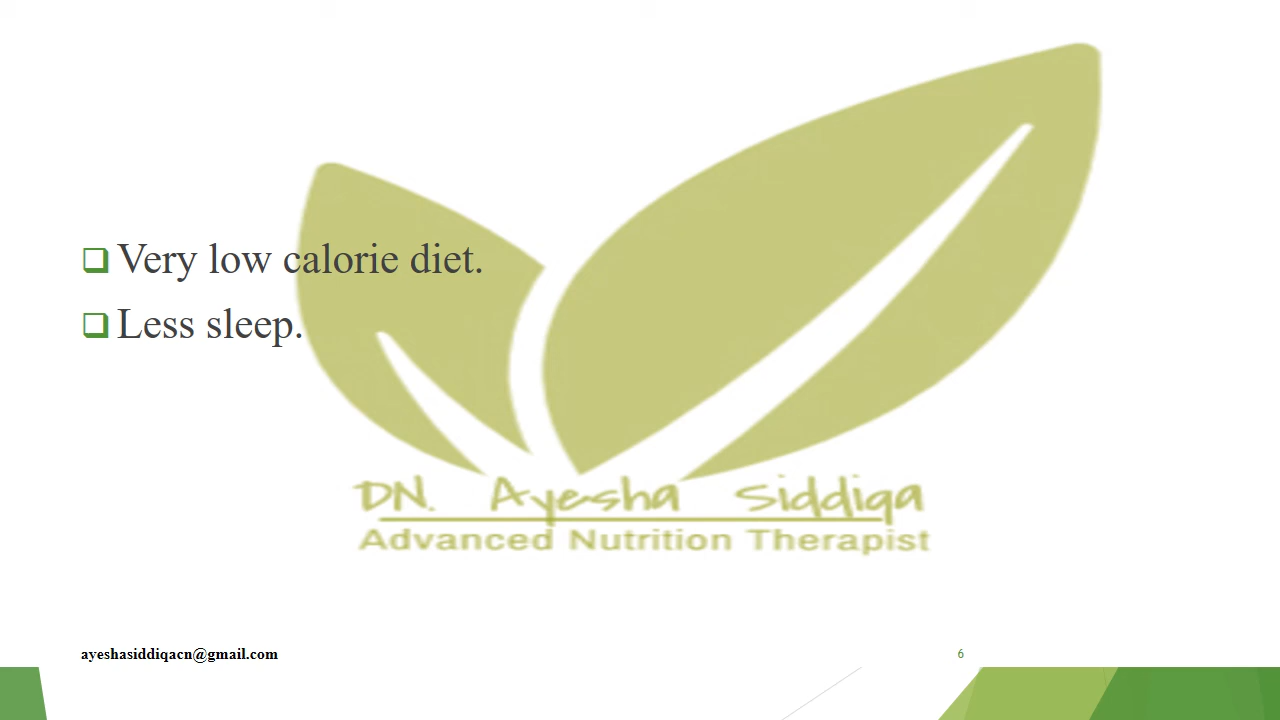 Very low calorie diet.
Less sleep.
DN. Ayesha Siddiqa
Advanced Nutrition Therapist
ayeshasiddiqacn@gmail.com
6